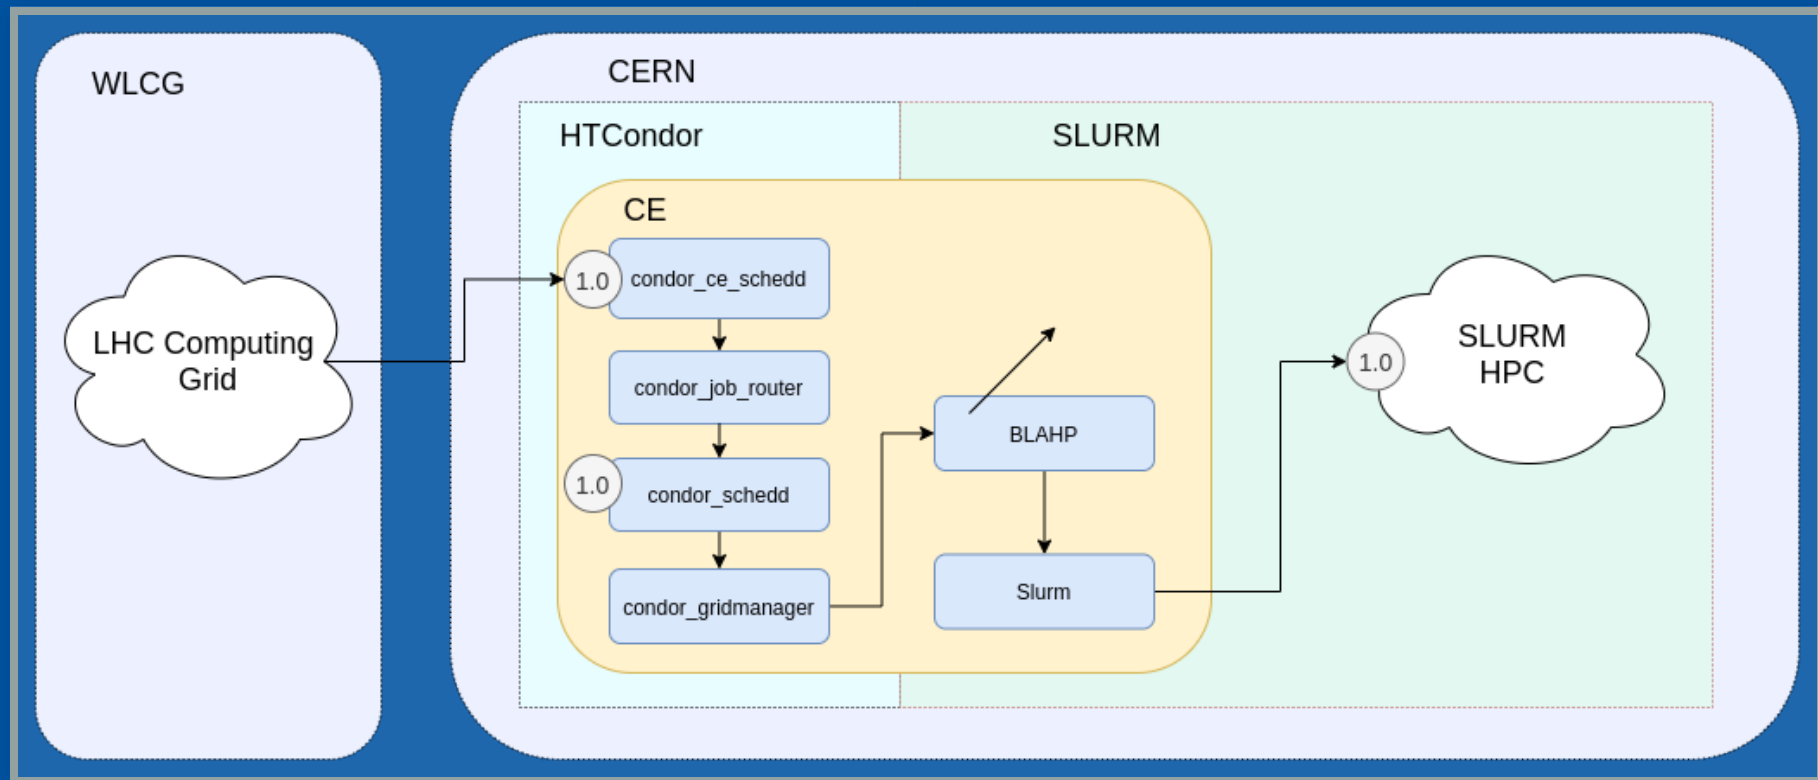 WLCG
LHC Computing
Grid
CERN
HTCondor
SLURM
CE
1.0
condor_ce_schedd
condor_job_router
1.0
condor_schedd
condor_gridmanager
BLAHP
Slurm
1.0
SLURM
HPC